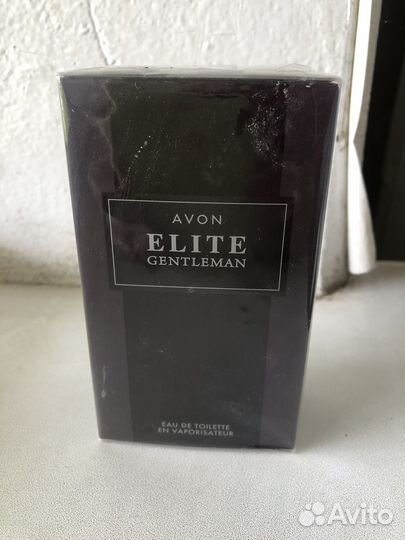 AVON
ELITE
GENTLEMAN
EAU DE TOILETTE
EN VAPORISATEUR
Avito